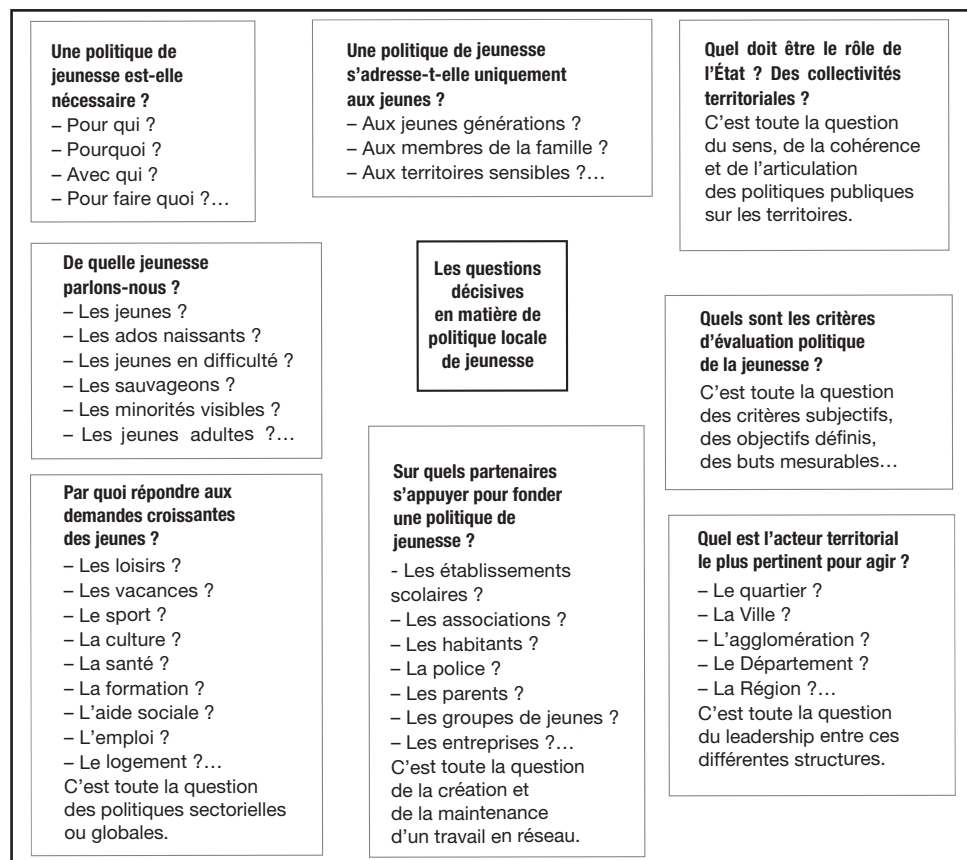 Une politique de
jeunesse est-elle
nécessaire ?
– Pour qui ?
– Pourquoi ?
– Avec qui ?
– Pour faire quoi ?…
Une politique de jeunesse
s’adresse-t-elle uniquement
aux jeunes ?
– Aux jeunes générations ?
– Aux membres de la famille ?
– Aux territoires sensibles ?…
Quel doit être le rôle de
l’État ? Des collectivités
territoriales ?
C’est toute la question
du sens, de la cohérence
et de l’articulation
des politiques publiques
sur les territoires.
De quelle jeunesse
parlons-nous ?
– Les jeunes ?
– Les ados naissants ?
– Les jeunes en difficulté ?
– Les sauvageons ?
– Les minorités visibles ?
– Les jeunes adultes ?…
Les questions
décisives
en matière de
politique locale
de jeunesse
Quels sont les critères
d’évaluation politique
de la jeunesse ?
C’est toute la question
des critères subjectifs,
des objectifs définis,
des buts mesurables…
Par quoi répondre aux
demandes croissantes
des jeunes ?
– Les loisirs ?
– Les vacances ?
– Le sport ?
– La culture ?
– La santé ?
– La formation ?
– L’aide sociale ?
– L’emploi ?
– Le logement ?…
C’est toute la question
des politiques sectorielles
ou globales.
Sur quels partenaires
s’appuyer pour fonder
une politique de
jeunesse ?
- Les établissements
scolaires ?
– Les associations ?
– Les habitants ?
– La police ?
– Les parents ?
– Les groupes de jeunes ?
– Les entreprises ?…
C’est toute la question
de la création et
de la maintenance
d’un travail en réseau.
Quel est l’acteur territorial
le plus pertinent pour agir ?
– Le quartier ?
– La Ville ?
– L’agglomération ?
– Le Département ?
– La Région ?…
C’est toute la question
du leadership entre ces
différentes structures.